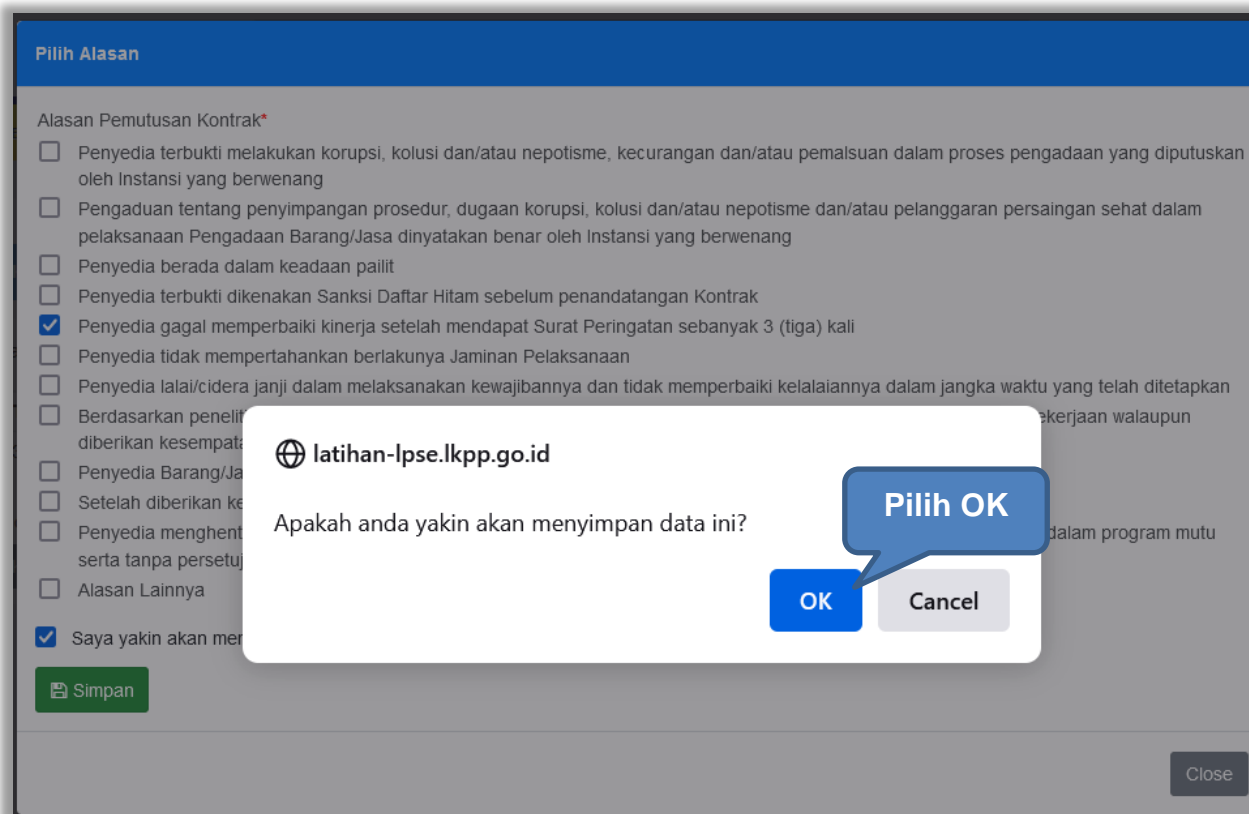 Pilih Alasan
Alasan Pemutusan Kontrak*
Penyedia terbukti melakukan korupsi, kolusi dan/atau nepotisme, kecurangan dan/atau pemalsuan dalam proses pengadaan yang diputuskan
oleh Instansi yang berwenang
Pengaduan tentang penyimpangan prosedur, dugaan korupsi, kolusi dan/atau nepotisme dan/atau pelanggaran persaingan sehat dalam
pelaksanaan Pengadaan Barang/Jasa dinyatakan benar oleh Instansi yang berwenang
Penyedia berada dalam keadaan pailit
Penyedia terbukti dikenakan Sanksi Daftar Hitam sebelum penandatangan Kontrak
Penyedia gagal memperbaiki kinerja setelah mendapat Surat Peringatan sebanyak 3 (tiga) kali
Penyedia tidak mempertahankan berlakunya Jaminan Pelaksanaan
Penyedia lalai/cidera janji dalam melaksanakan kewajibannya dan tidak memperbaiki kelalaiannya dalam jangka waktu yang telah ditetapkan
Berdasarkan penelit ekerjaan walaupun
diberikan kesempata
Penyedia Barang/Ja
Setelah diberikan ke
Penyedia menghent dalam program mutu
serta tanpa persetuj
Alasan Lainnya
Saya yakin akan mer
Simpan
Close
latihan-lpse.lkpp.go.id
Apakah anda yakin akan menyimpan data ini?
Pilih OK
OK Cancel